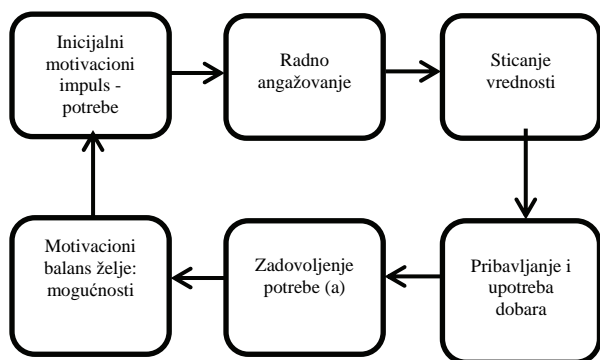 Inicijalni
motivacioni
impuls -
potrebe
Radno
angažovanje
Sticanje
vrednosti
Motivacioni
balans želje:
mogućnosti
Zadovoljenje
potrebe (a)
Pribavljanje i
upotreba
dobara